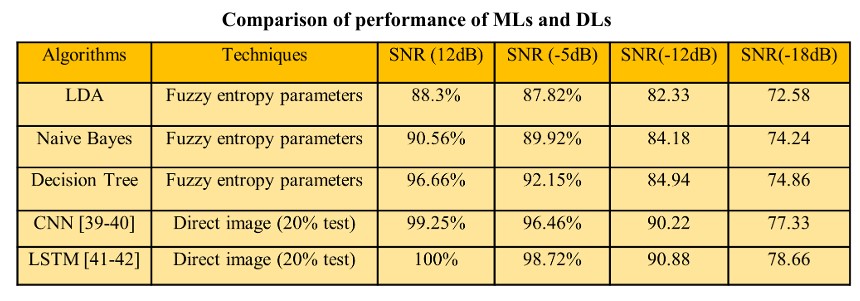 Comparison of performance of MLs and DLs
Algorithms Techniques SNR (12dB) SNR (-5dB) SNR(-12dB) SNR(-18dB)
LDA Fuzzy entropy parameters 88.3% 87.82% 82.33 72.58
Naive Bayes Fuzzy entropy parameters 90.56% 89.92% 84.18 74.24
Decision Tree Fuzzy entropy parameters 96.66% 92.15% 84.94 74.86
CNN [39-40] Direct image (20% test) 99.25% 96.46% 90.22 77.33
LSTM [41-42] Direct image (20% test) 100% 98.72% 90.88 78.66